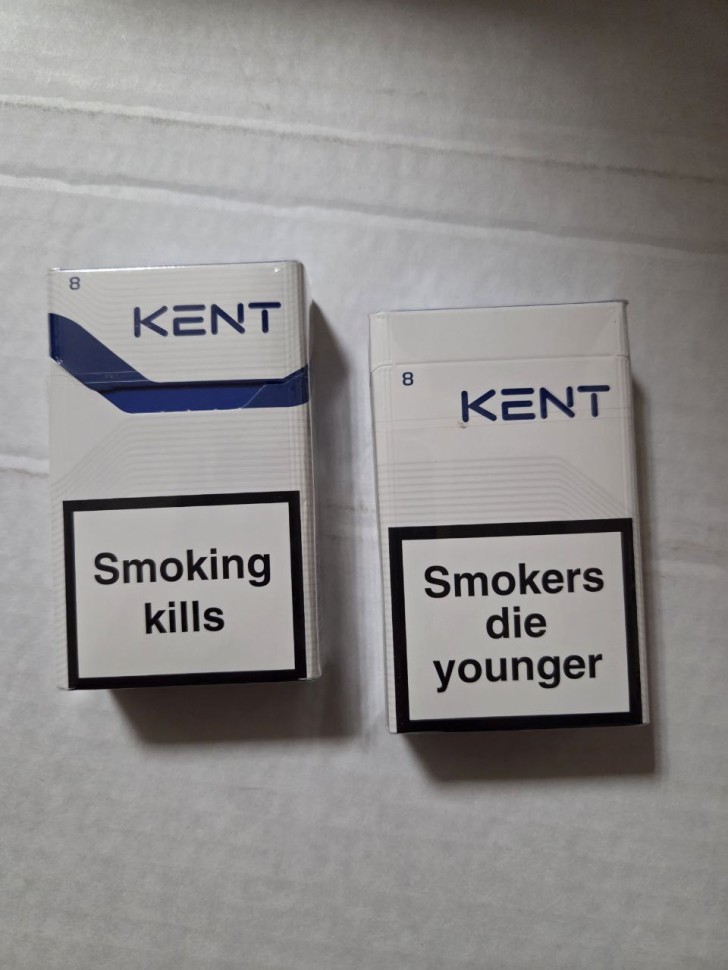 8
KENT
Smoking
kills
8
KENT
Smokers
die
younger